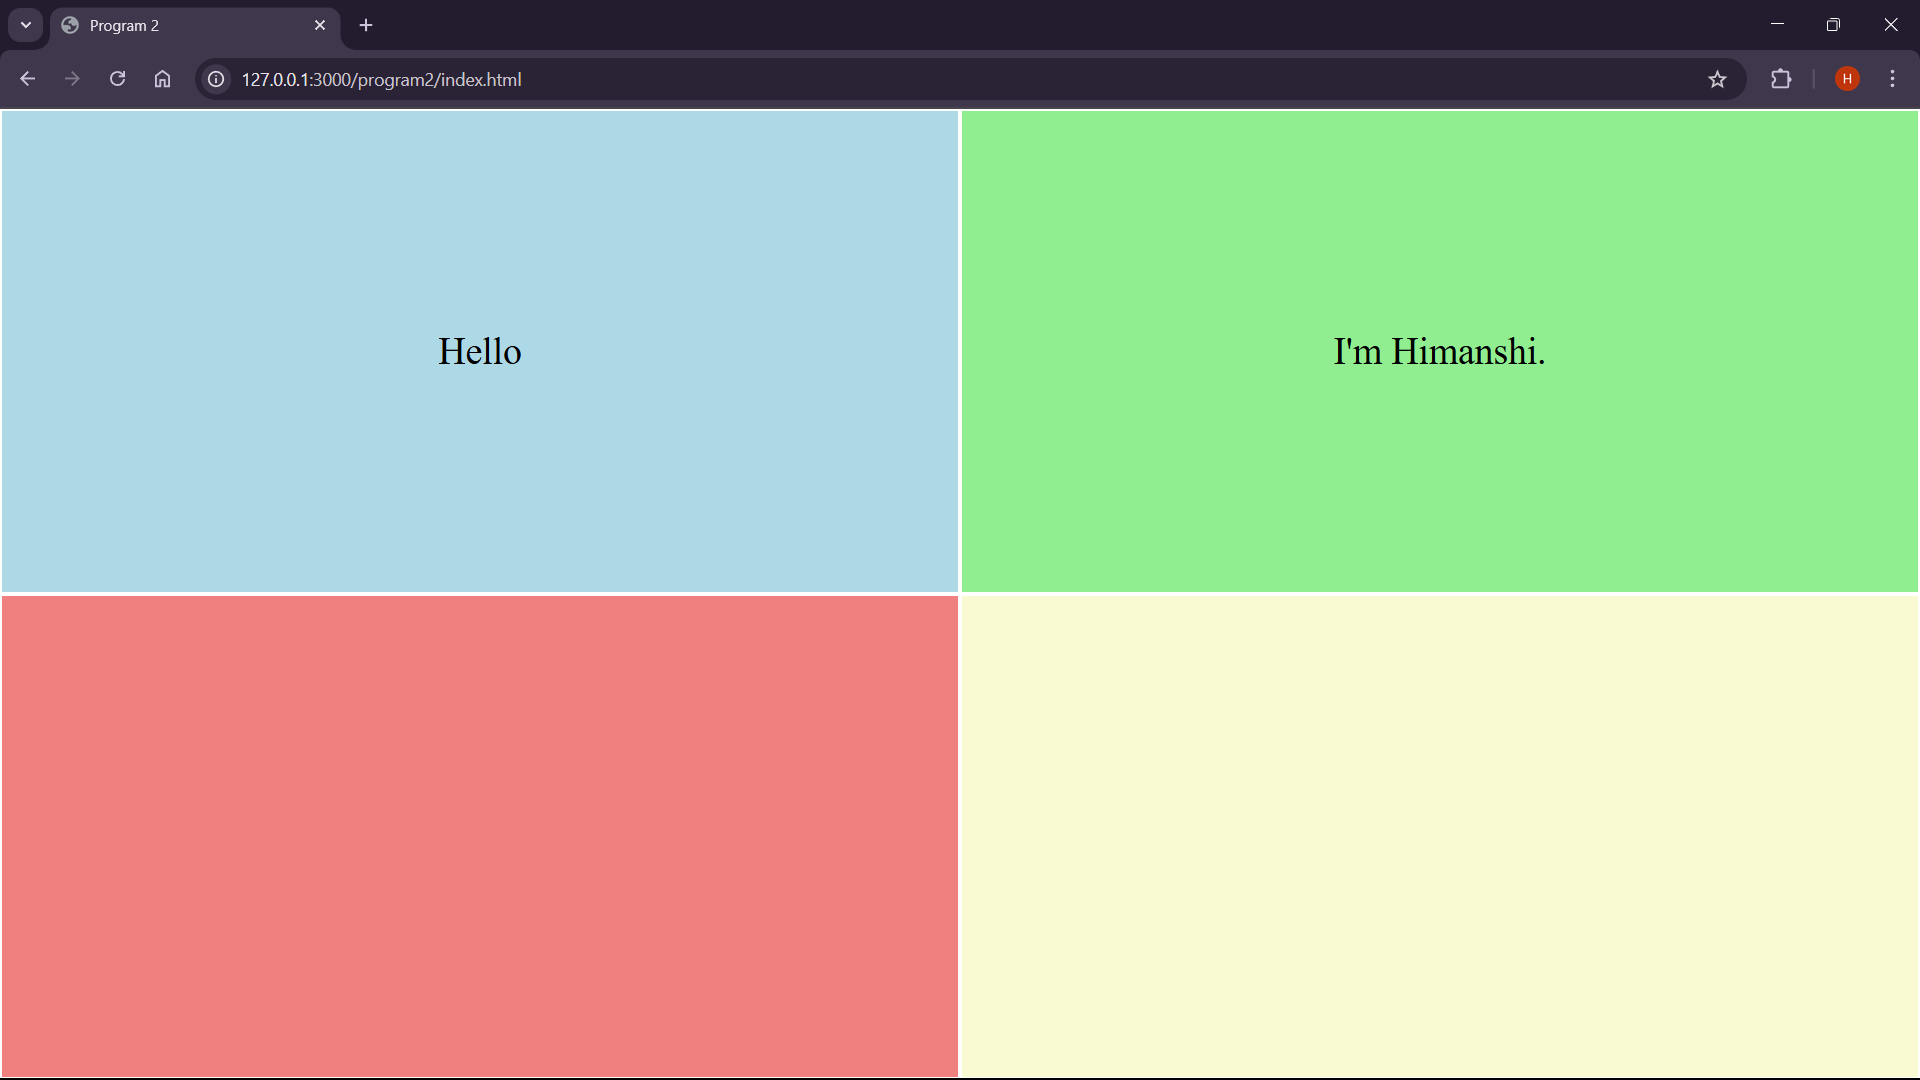 Program 2
127.0.0.1:3000/program2/index.html
H
Hello
I'm Himanshi.